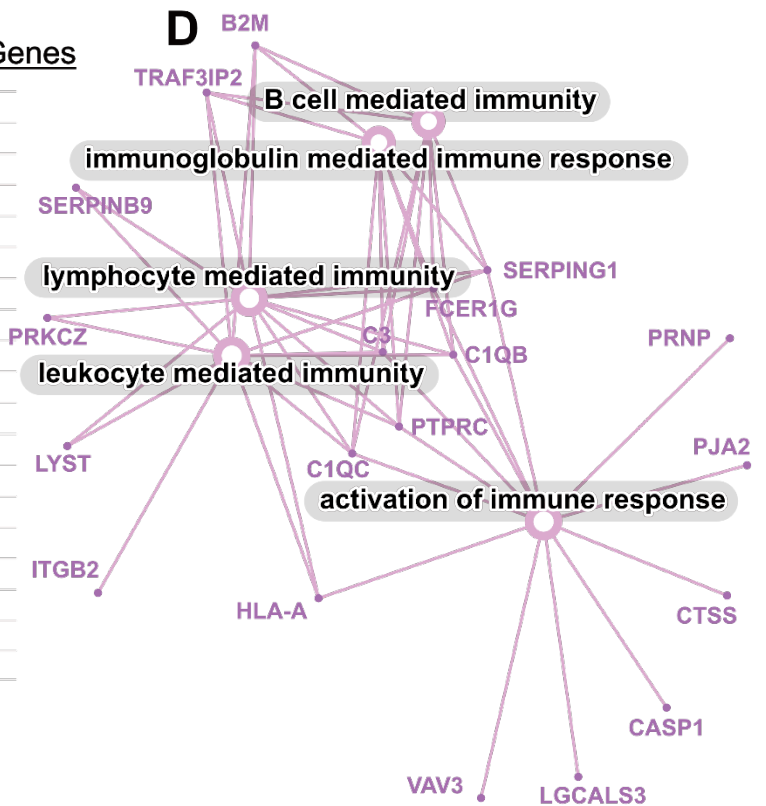 D
B2M
Genes
TRAF3IP2
B cell mediated immunity
immunoglobulin mediated immune response
SERPINB9
lymphocyte mediated immunity
SERPING1
FCER1G
PRKCZ
C3
C1QB
PRNP
leukocyte mediated immunity
PTPRC
LYST
C1QC
PJA2
activation of immune response
ITGB2
HLA-A
CTSS
CASP1
VAV3
LGCALS3